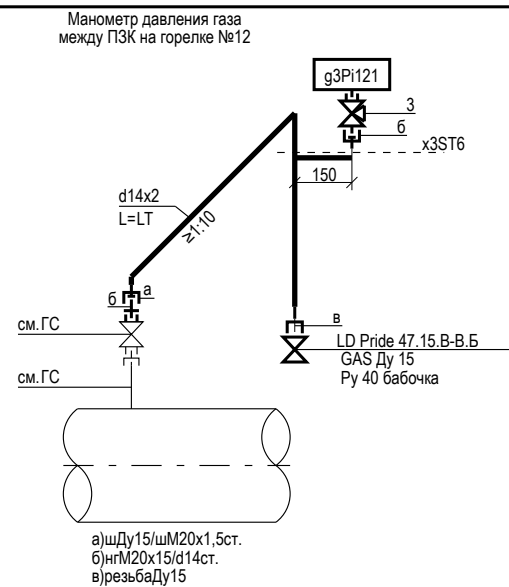 Манометр давления газа
между ПЗК на горелке №12
g3Pi121
3
б
x3ST6
150
d14x2
L=LT
≥1:10
а
б
см.ГС
в
LD Pride 47.15.В-В.Б
GAS Ду 15
Ру 40 бабочка
см.ГС
а)шДу15/шМ20х1,5ст.
б)нгМ20х15/d14ст.
в)резьбаДу15